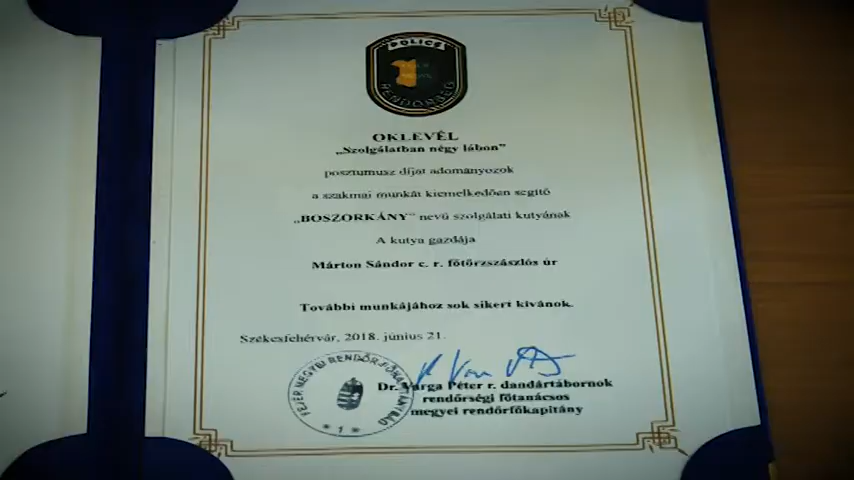 POLICE
RENDŐRSÉG
OKLEVÉL
„Szolgálatban négy lábon”
posztumusz díjat adományozok
a szakmai munkát kiemelkedően segítő
„BOSZORKÁNY” nevű szolgálati kutyának
A kutya gazdája
Márton Sándor c. r. főtörzszászlós úr
További munkájához sok sikert kívánok.
Székesfehérvár, 2018. június 21.
FEJÉR MEGYEI RENDŐR-FŐKAPITÁNYSÁG
* 1 *
Dr. Varga Péter r. dandártábornok
rendőrségi főtanácsos
megyei rendőrfőkapitány